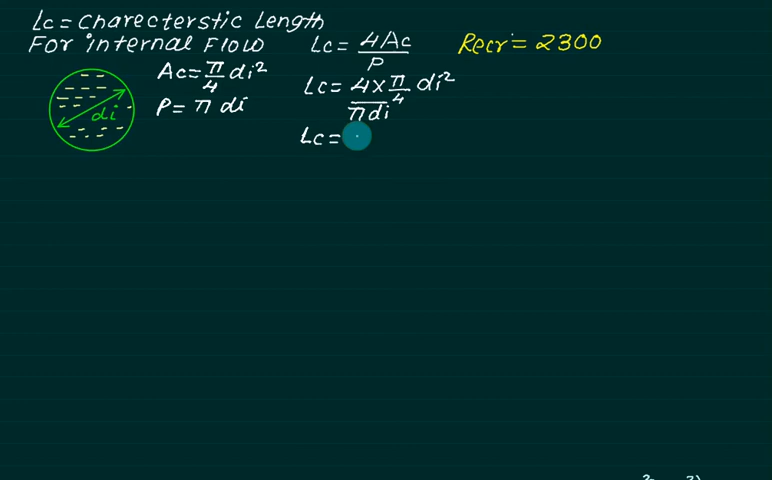 Lc = Charecterstic Length
For internal Flow Lc = 4Ac / P Recr = 2300
Ac = π/4 di²
P = π di
di
Lc = 4 × π/4 di² / π di
Lc =